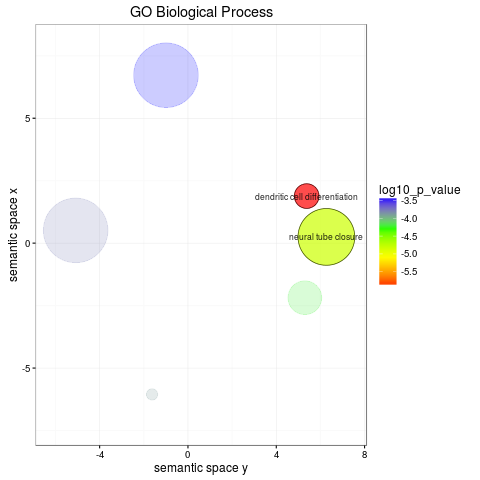 GO Biological Process
semantic space x
5
0
-5
dendritic cell differentiation
neural tube closure
-4
0
4
8
semantic space y
log10_p_value
-3.5
-4.0
-4.5
-5.0
-5.5